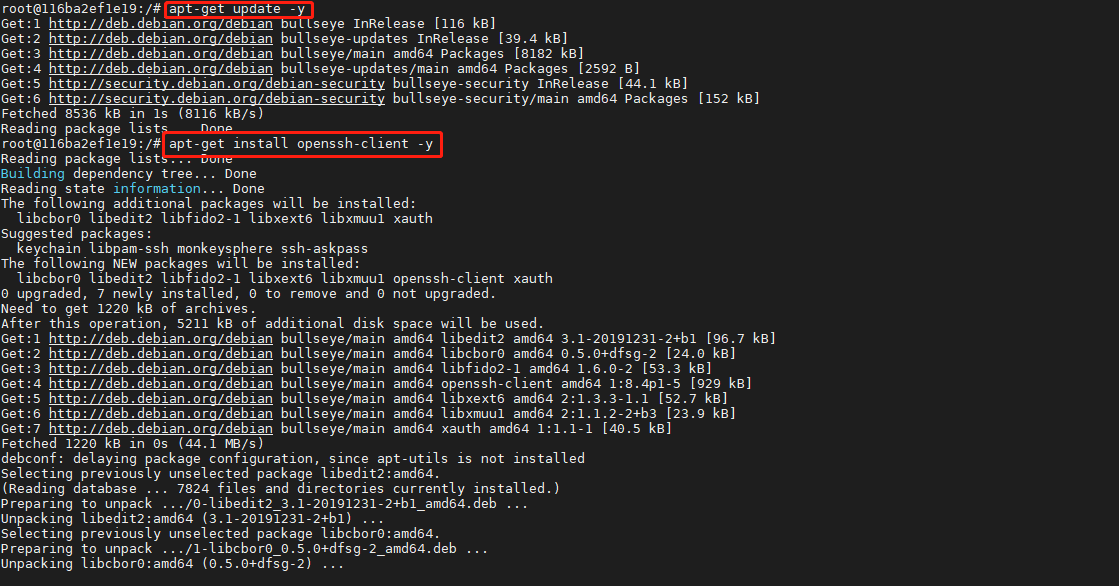 root@116ba2ef1e19:/# apt-get update -y
Get:1 http://deb.debian.org/debian bullseye InRelease [116 kB]
Get:2 http://deb.debian.org/debian bullseye-updates InRelease [39.4 kB]
Get:3 http://deb.debian.org/debian bullseye/main amd64 Packages [8182 kB]
Get:4 http://deb.debian.org/debian bullseye-updates/main amd64 Packages [2592 B]
Get:5 http://security.debian.org/debian-security bullseye-security InRelease [44.1 kB]
Get:6 http://security.debian.org/debian-security bullseye-security/main amd64 Packages [152 kB]
Fetched 8536 kB in 1s (8116 kB/s)
Reading package lists... Done
root@116ba2ef1e19:/# apt-get install openssh-client -y
Reading package lists... Done
Building dependency tree... Done
Reading state information... Done
The following additional packages will be installed:
  libcbor0 libedit2 libfido2-1 libxext6 libxmuu1 xauth
Suggested packages:
  keychain libpam-ssh monkeysphere ssh-askpass
The following NEW packages will be installed:
  libcbor0 libedit2 libfido2-1 libxext6 libxmuu1 openssh-client xauth
0 upgraded, 7 newly installed, 0 to remove and 0 not upgraded.
Need to get 1220 kB of archives.
After this operation, 5211 kB of additional disk space will be used.
Get:1 http://deb.debian.org/debian bullseye/main amd64 libedit2 amd64 3.1-20191231-2+b1 [96.7 kB]
Get:2 http://deb.debian.org/debian bullseye/main amd64 libcbor0 amd64 0.5.0+dfsg-2 [24.0 kB]
Get:3 http://deb.debian.org/debian bullseye/main amd64 libfido2-1 amd64 1.6.0-2 [53.3 kB]
Get:4 http://deb.debian.org/debian bullseye/main amd64 openssh-client amd64 1:8.4p1-5 [929 kB]
Get:5 http://deb.debian.org/debian bullseye/main amd64 libxext6 amd64 2:1.3.3-1.1 [52.7 kB]
Get:6 http://deb.debian.org/debian bullseye/main amd64 libxmuu1 amd64 2:1.1.2-2+b3 [23.9 kB]
Get:7 http://deb.debian.org/debian bullseye/main amd64 xauth amd64 1:1.1-1 [40.5 kB]
Fetched 1220 kB in 0s (44.1 MB/s)
debconf: delaying package configuration, since apt-utils is not installed
Selecting previously unselected package libedit2:amd64.
(Reading database ... 7824 files and directories currently installed.)
Preparing to unpack .../0-libedit2_3.1-20191231-2+b1_amd64.deb ...
Unpacking libedit2:amd64 (3.1-20191231-2+b1) ...
Selecting previously unselected package libcbor0:amd64.
Preparing to unpack .../1-libcbor0_0.5.0+dfsg-2_amd64.deb ...
Unpacking libcbor0:amd64 (0.5.0+dfsg-2) ...